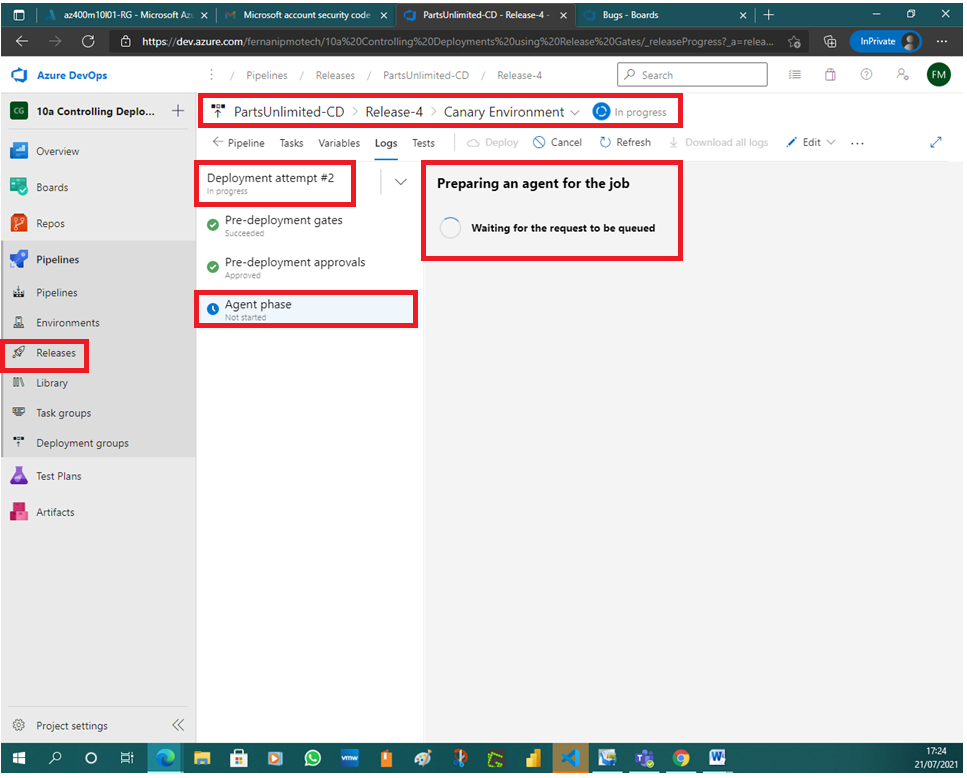 az400m10l01-RG - Microsoft Az
Microsoft account security code
PartsUnlimited-CD - Release-4 -
Bugs - Boards
https://dev.azure.com/fernanipmotech/10a%20Controlling%20Deployments%20using%20Release%20Gates/_releaseProgress?_a=relea...
InPrivate
Azure DevOps
/ Pipelines / Releases / PartsUnlimited-CD / Release-4
Search
FM
CG
10a Controlling Deplo...
PartsUnlimited-CD > Release-4 > Canary Environment
In progress
Overview
Boards
Repos
Pipelines
Pipelines
Environments
Releases
Library
Task groups
Deployment groups
Test Plans
Artifacts
Project settings
Pipeline Tasks Variables Logs Tests
Deploy Cancel Refresh Download all logs Edit ...
Deployment attempt #2
In progress
Pre-deployment gates
Succeeded
Pre-deployment approvals
Approved
Agent phase
Not started
Preparing an agent for the job
Waiting for the request to be queued
vmw
17:24
21/07/2021